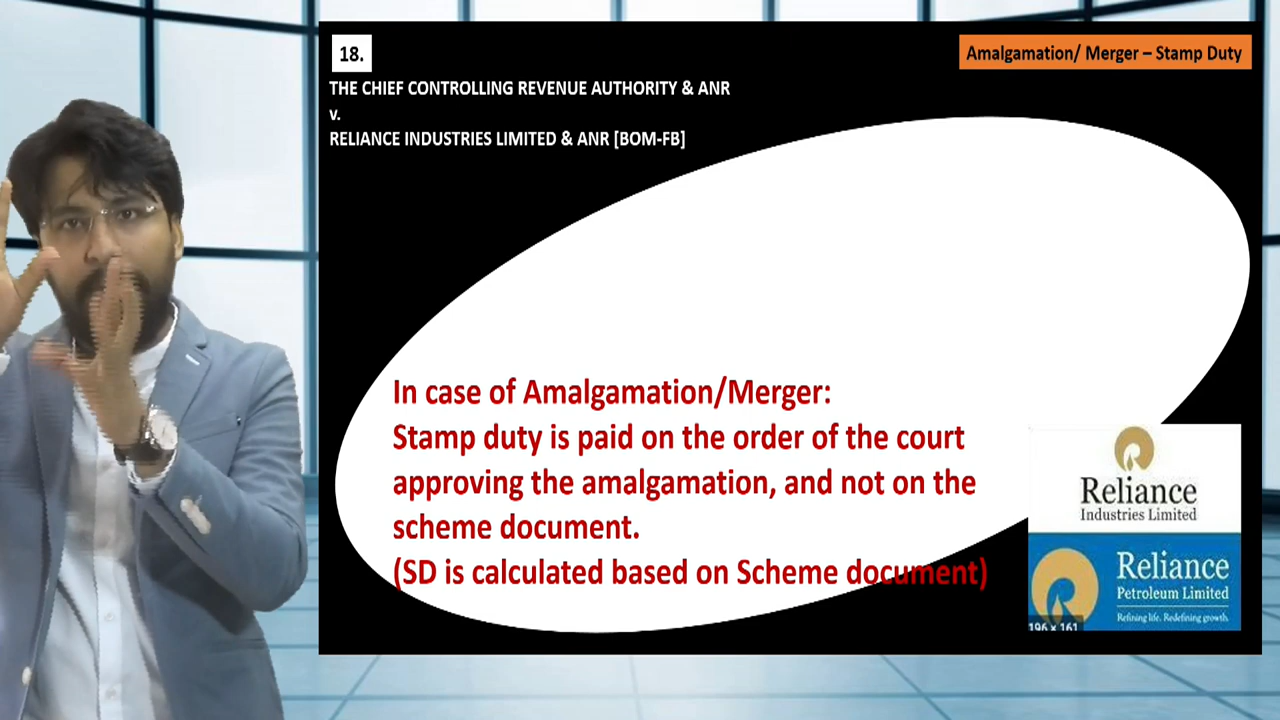 18.
Amalgamation/ Merger – Stamp Duty
THE CHIEF CONTROLLING REVENUE AUTHORITY & ANR
v.
RELIANCE INDUSTRIES LIMITED & ANR [BOM-FB]
In case of Amalgamation/Merger:
Stamp duty is paid on the order of the court
approving the amalgamation, and not on the
scheme document.
(SD is calculated based on Scheme document)
Reliance
Industries Limited
Reliance
Petroleum Limited
Refining life. Redefining growth.
196 × 161